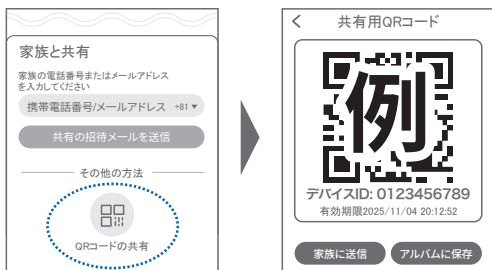 家族と共有
家族の電話番号またはメールアドレス
を入力してください
携帯電話番号/メールアドレス +81▼
共有の招待メールを送信
その他の方法
QRコードの共有
共有用QRコード
例
デバイスID: 0123456789
有効期限2025/11/04 20:12:52
家族に送信 アルバムに保存